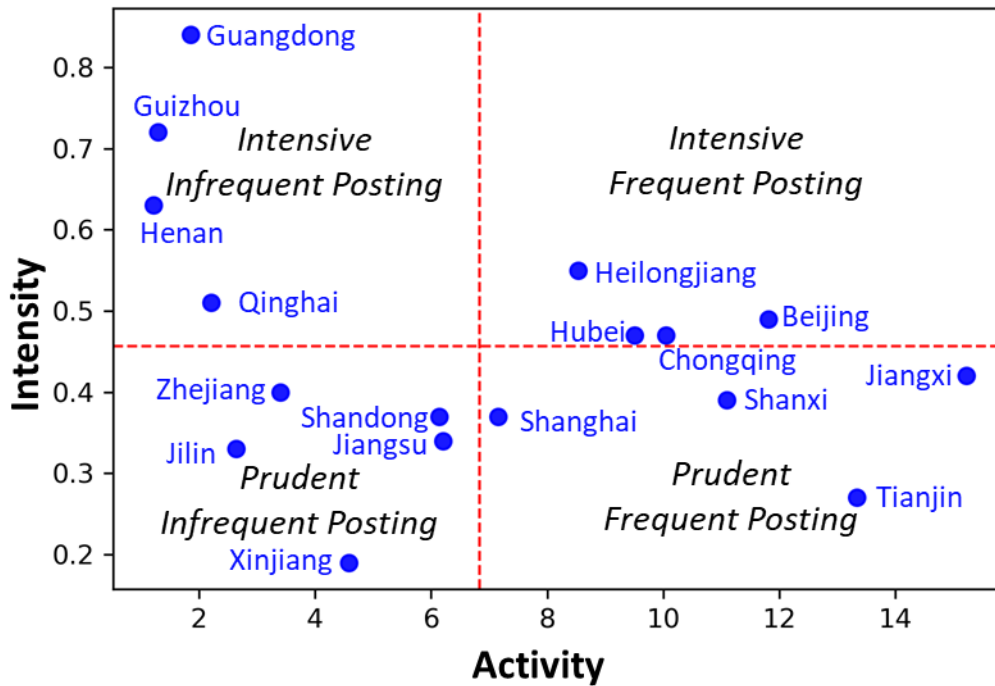 Guangdong
0.8
Guizhou
0.7
Intensive
Infrequent Posting
Intensive
Frequent Posting
0.6
Henan
Heilongjiang
Qinghai
0.5
Hubei
Beijing
Chongqing
Intensity
0.4
Zhejiang
Jiangxi
Shandong
Shanghai
Shanxi
Jiangsu
Jilin
0.3
Prudent
Infrequent Posting
Prudent
Frequent Posting
Tianjin
0.2
Xinjiang
2 4 6 8 10 12 14
Activity